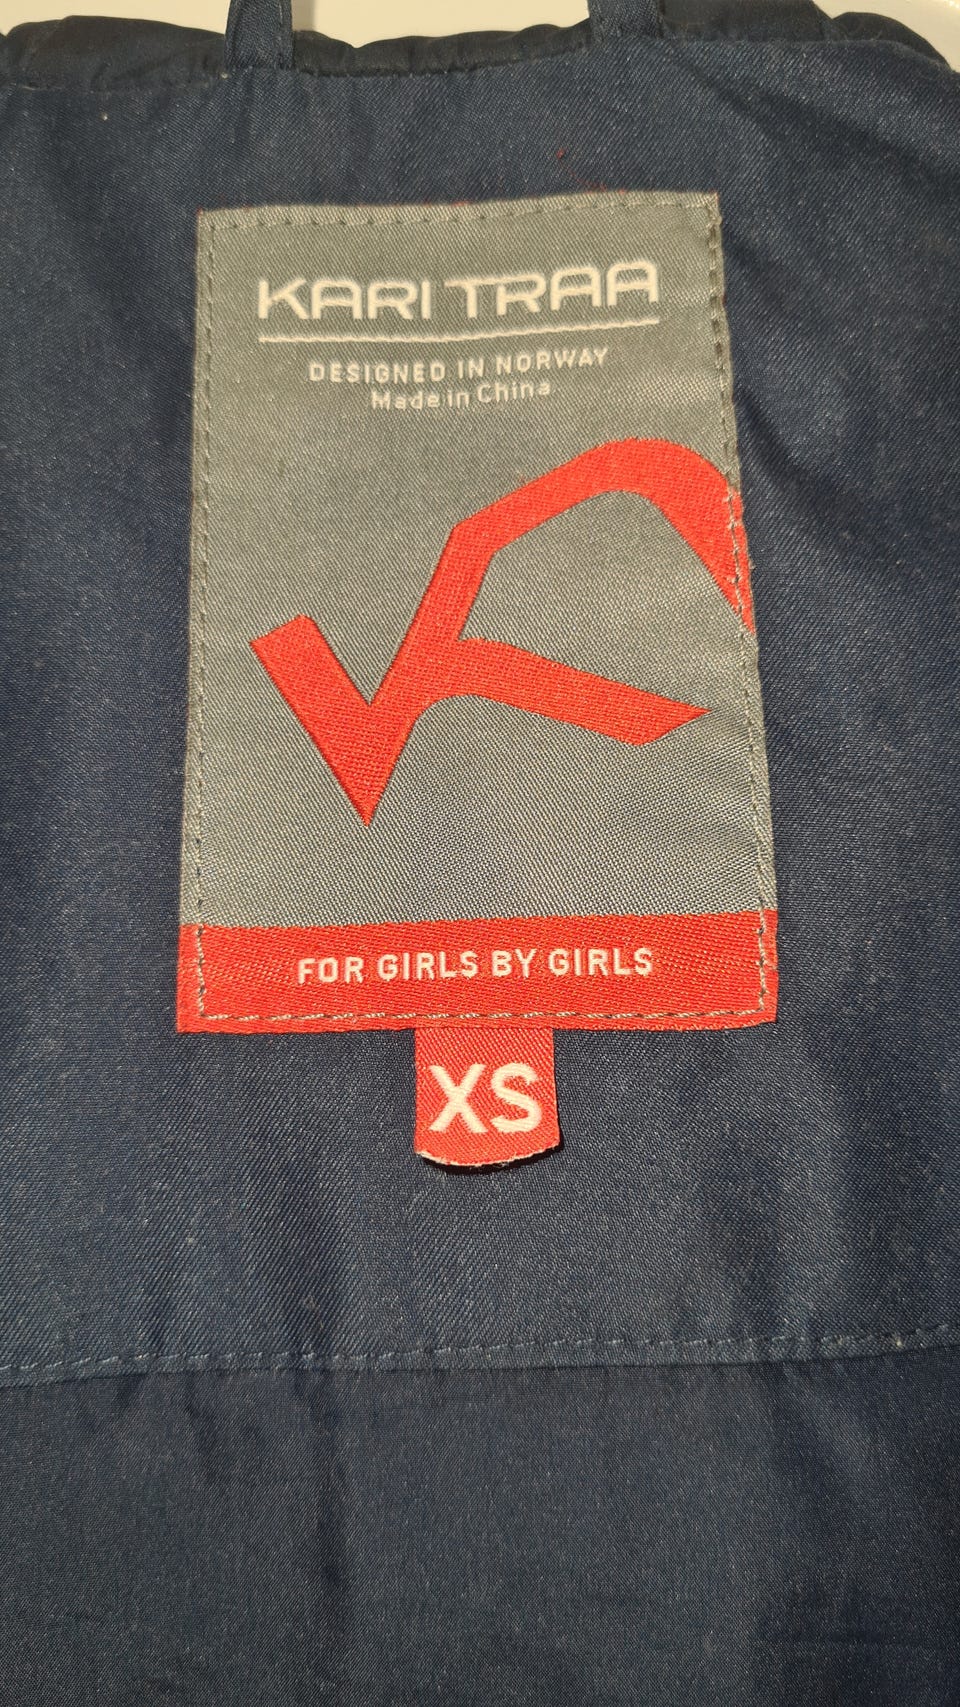 KARI TRAA
DESIGNED IN NORWAY
Made in China
FOR GIRLS BY GIRLS
XS